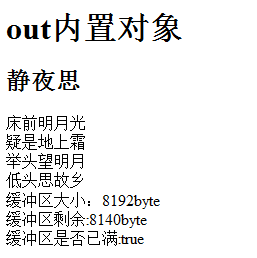 out内置对象
静夜思
床前明月光
疑是地上霜
举头望明月
低头思故乡
缓冲区大小：8192byte
缓冲区剩余:8140byte
缓冲区是否已满:true